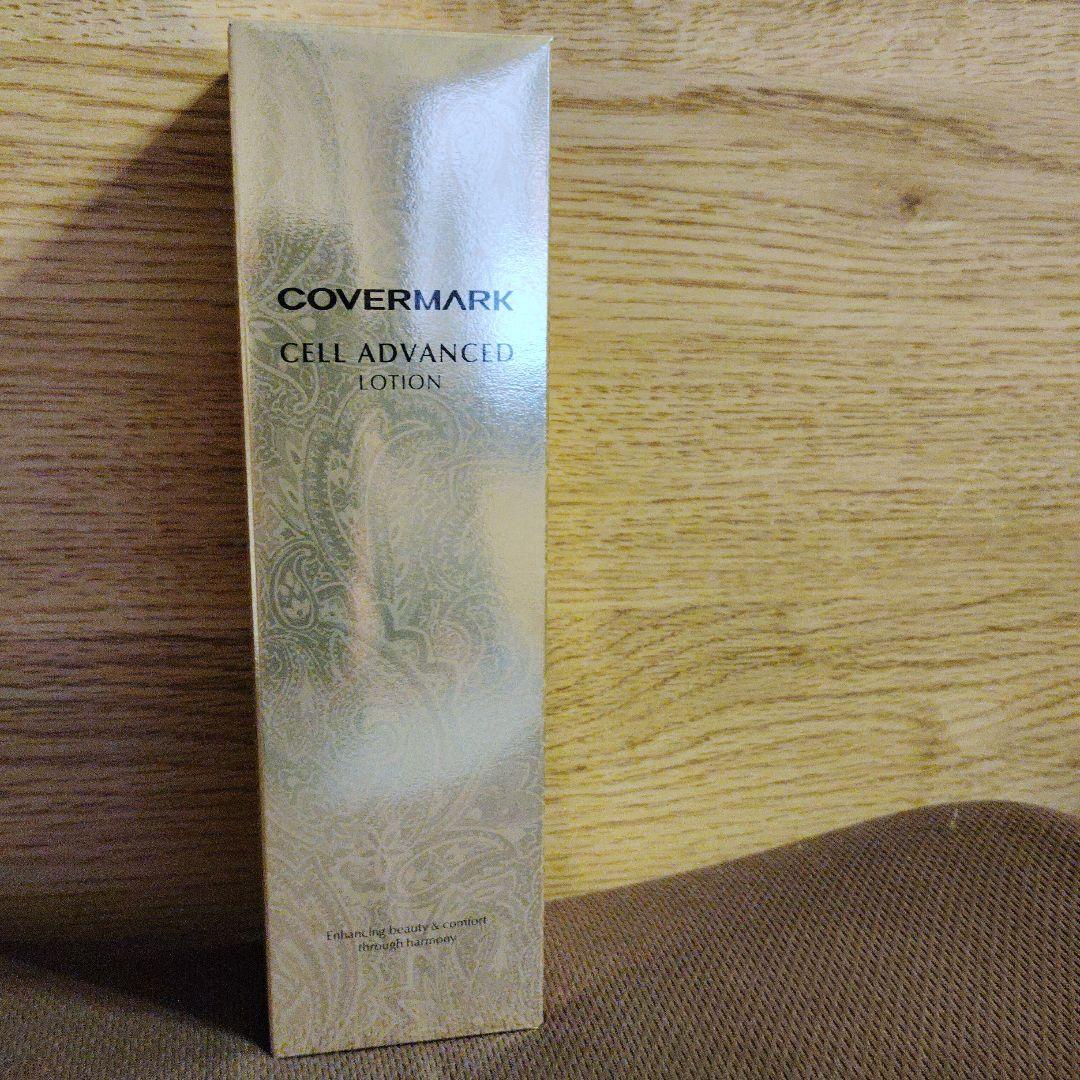 COVERMARK
CELL ADVANCED
LOTION
Enhancing beauty & comfort
through harmony